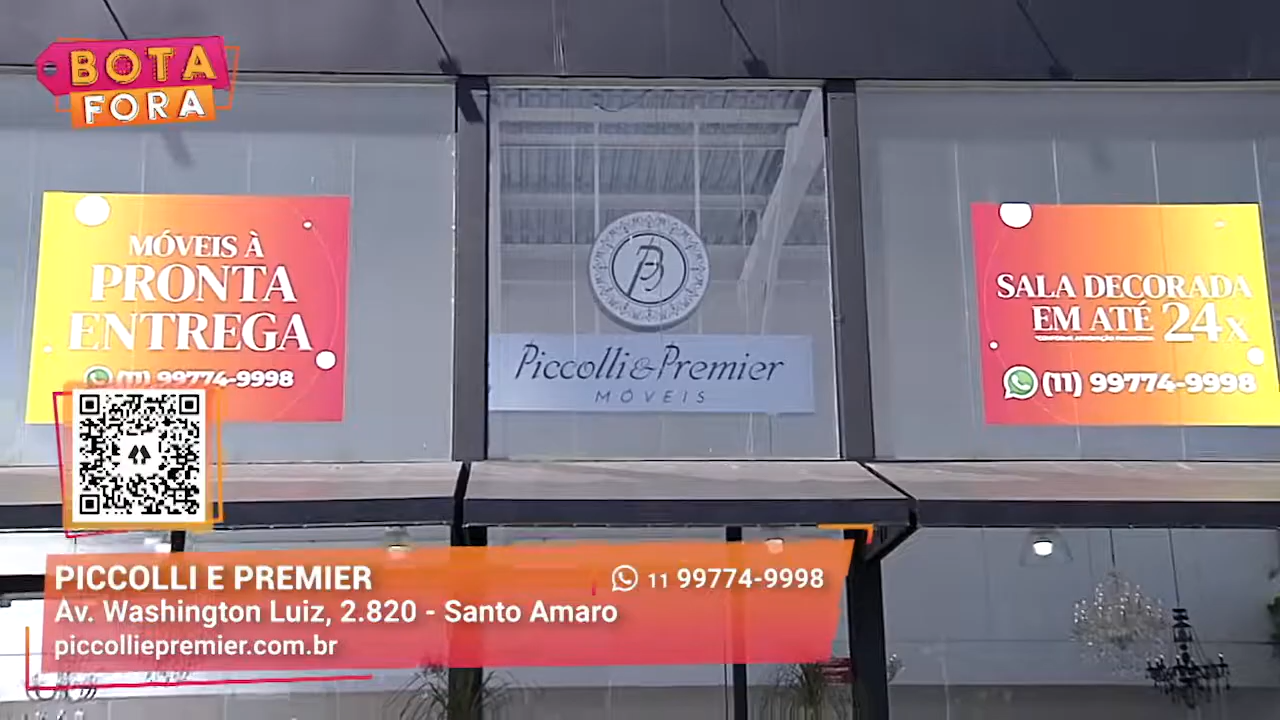 BOTA
FORA
MÓVEIS À
PRONTA
ENTREGA
(11) 99774-9998
Piccolli & Premier
MÓVEIS
SALA DECORADA
EM ATÉ 24x
(11) 99774-9998
PICCOLLI E PREMIER
11 99774-9998
Av. Washington Luiz, 2.820 - Santo Amaro
piccolliepremier.com.br